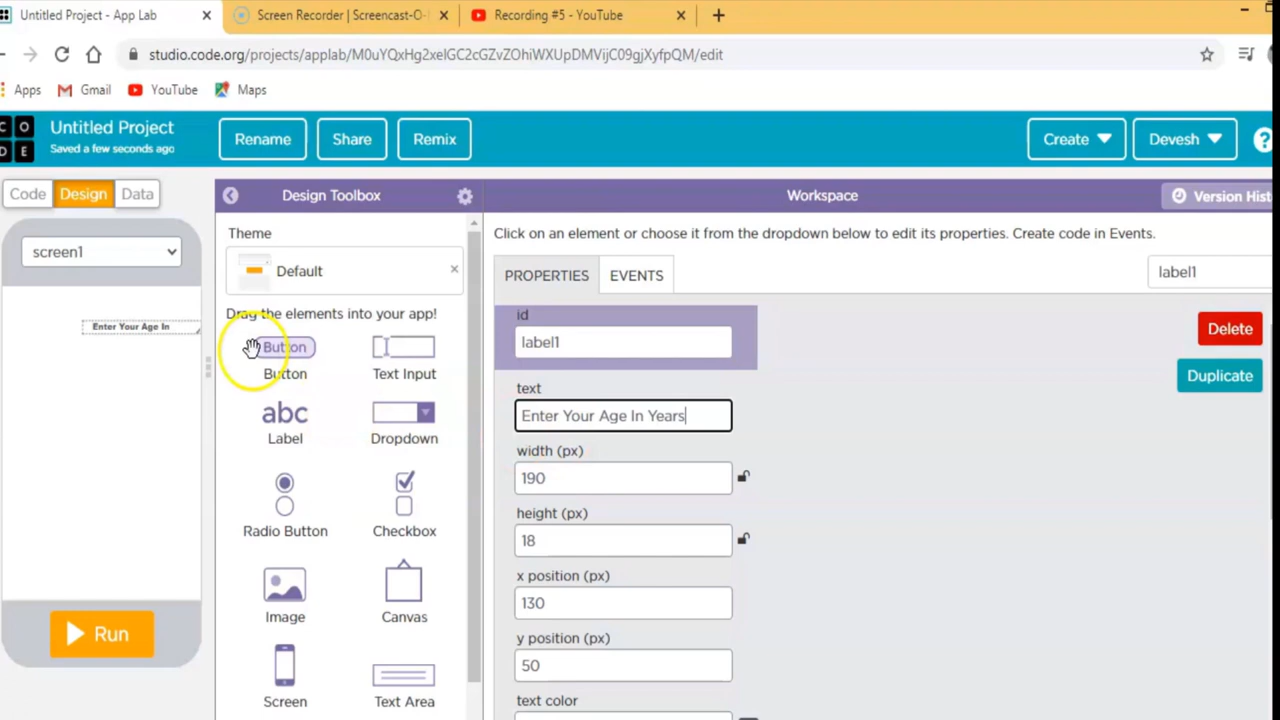 Untitled Project - App Lab
Screen Recorder | Screencast-O-
Recording #5 - YouTube
studio.code.org/projects/applab/M0uYQxHg2xelGC2cGZvZOhiWXUpDMVijC09gjXyfpQM/edit
Apps
Gmail
YouTube
Maps
C O
D E
Untitled Project
Saved a few seconds ago
Rename
Share
Remix
Create
Devesh
?
Code
Design
Data
Design Toolbox
Workspace
Version Hist
screen1
Enter Your Age In
Run
Theme
Default
Drag the elements into your app!
Button
Button
Text Input
abc
Label
Dropdown
Radio Button
Checkbox
Image
Canvas
Screen
Text Area
Click on an element or choose it from the dropdown below to edit its properties. Create code in Events.
PROPERTIES
EVENTS
label1
Delete
Duplicate
id
label1
text
Enter Your Age In Years
width (px)
190
height (px)
18
x position (px)
130
y position (px)
50
text color